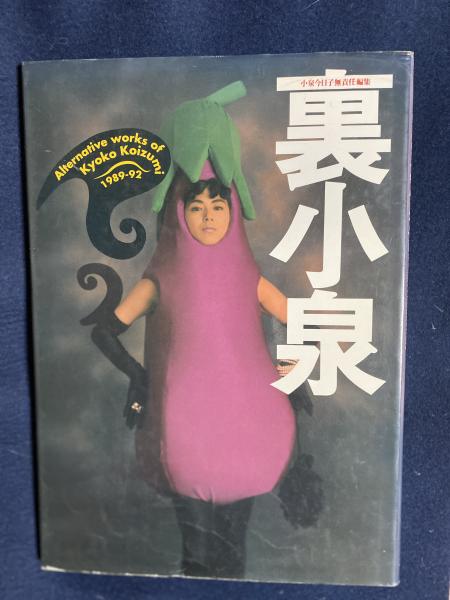 小泉今日子無責任編集
裏小泉
Alternative works of
Kyoko Koizumi
1989-92